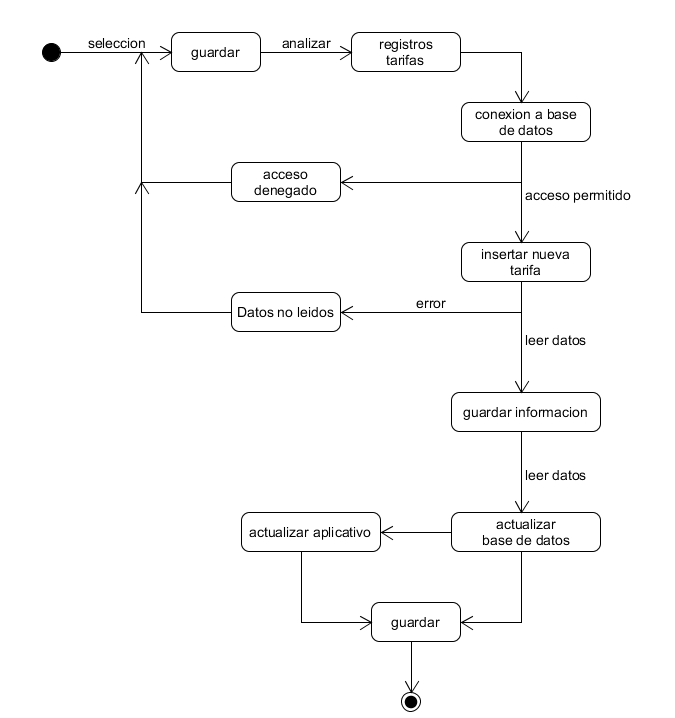 seleccion
guardar
analizar
registros
tarifas
conexion a base
de datos
acceso
denegado
acceso permitido
insertar nueva
tarifa
Datos no leidos
error
leer datos
guardar informacion
leer datos
actualizar aplicativo
actualizar
base de datos
guardar